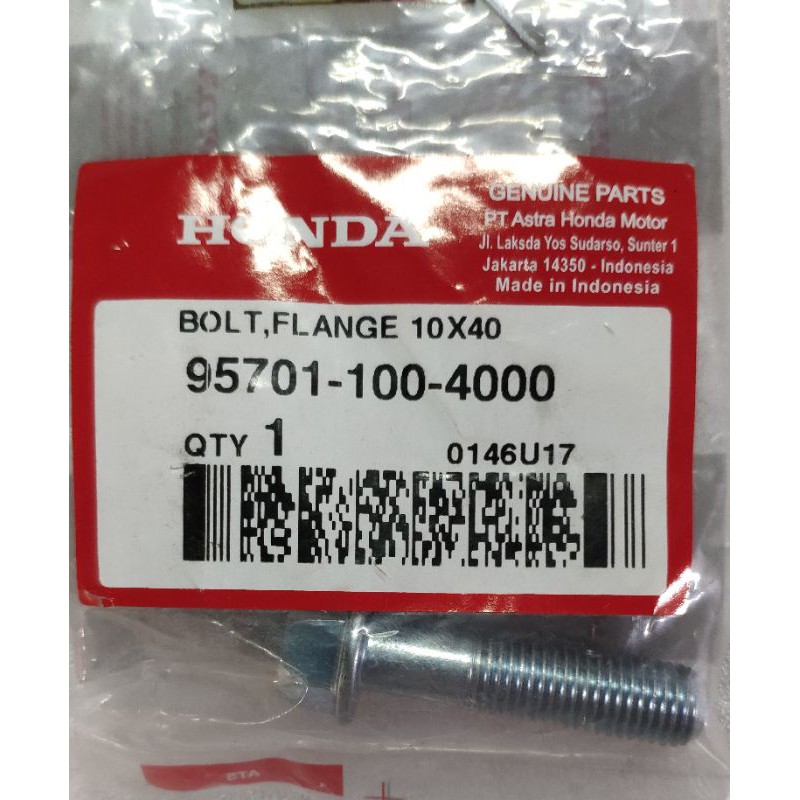 HONDA
GENUINE PARTS
PT Astra Honda Motor
Jl. Laksda Yos Sudarso, Sunter 1
Jakarta 14350 - Indonesia
Made in Indonesia
BOLT,FLANGE 10X40
95701-100-4000
QTY 1
0146U17